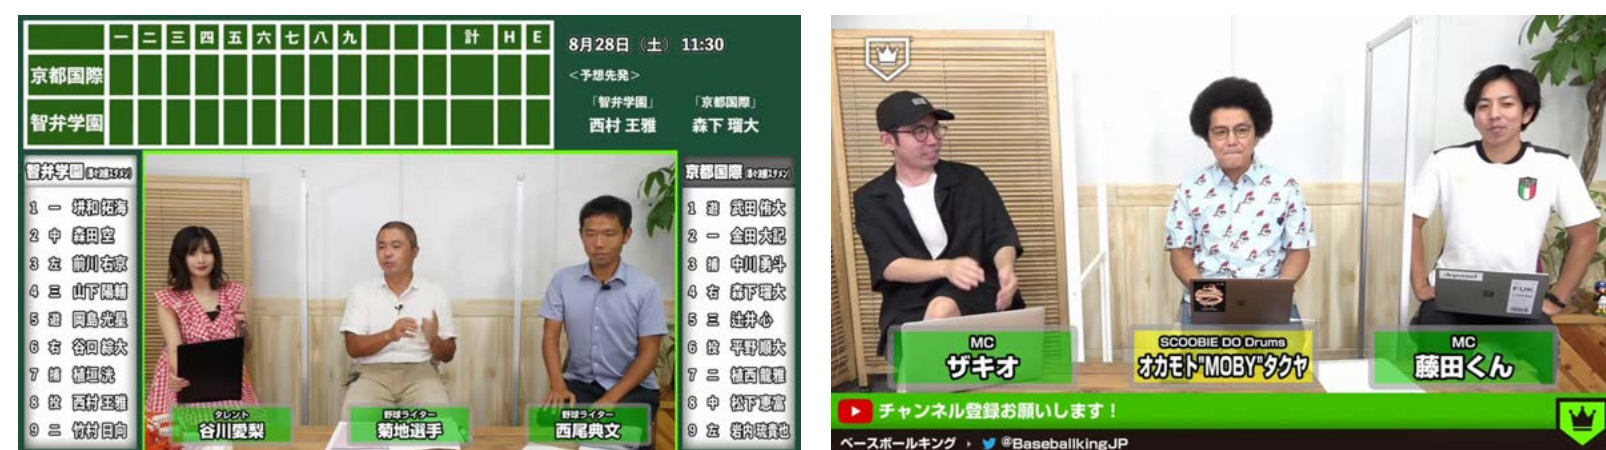 一 二 三 四 五 六 七 八 九 計 H E
京都国際
智弁学園
8月28日（土） 11:30
＜予想先発＞
「智弁学園」 「京都国際」
西村 王雅 森下 瑠大
智弁学園
1 一 垪和拓海
2 中 森田空
3 左 前川右京
4 三 山下陽輔
5 遊 岡島光星
6 右 谷口綜大
7 捕 植垣洸
8 投 西村王雅
9 二 竹村日向
タレント
谷川愛梨
野球ライター
菊地選手
野球ライター
西尾典文
京都国際
1 遊 武田侑大
2 一 金田大記
3 捕 中川勇斗
4 右 森下瑠大
5 三 辻井心
6 投 平野順大
7 二 植西龍雅
8 中 松下恵富
9 左 岩内琉貴也
MC
ザキオ
SCOOBIE DO Drums
オカモト"MOBY"タクヤ
MC
藤田くん
FUK
チャンネル登録お願いします！
ベースボールキング @BaseballkingJP